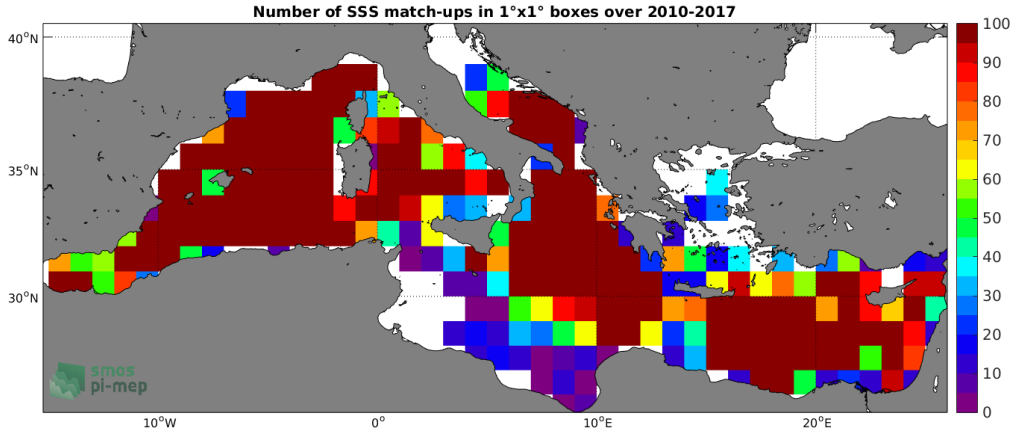 Number of SSS match-ups in 1°x1° boxes over 2010-2017
40°N
35°N
30°N
10°W
0°
10°E
20°E
100
90
80
70
60
50
40
30
20
10
0
smos
pi-mep